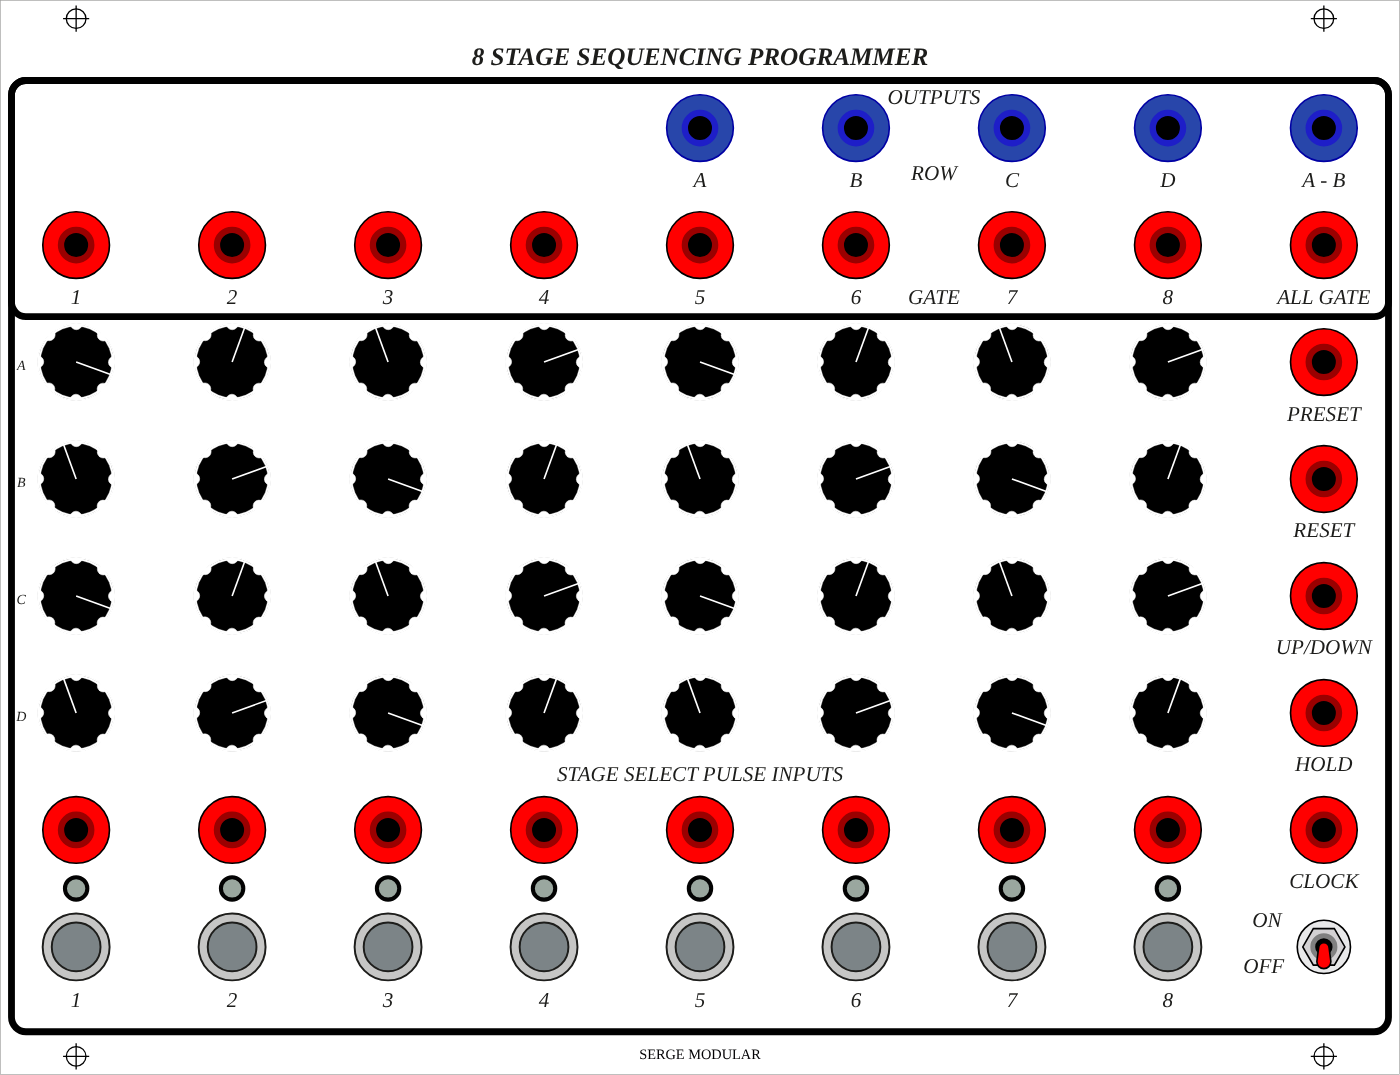 8 STAGE SEQUENCING PROGRAMMER
OUTPUTS
A B ROW C D A - B
1 2 3 4 5 6 GATE 7 8 ALL GATE
A
PRESET
B
RESET
C
UP/DOWN
D
HOLD
STAGE SELECT PULSE INPUTS
CLOCK
ON
OFF
1 2 3 4 5 6 7 8
SERGE MODULAR